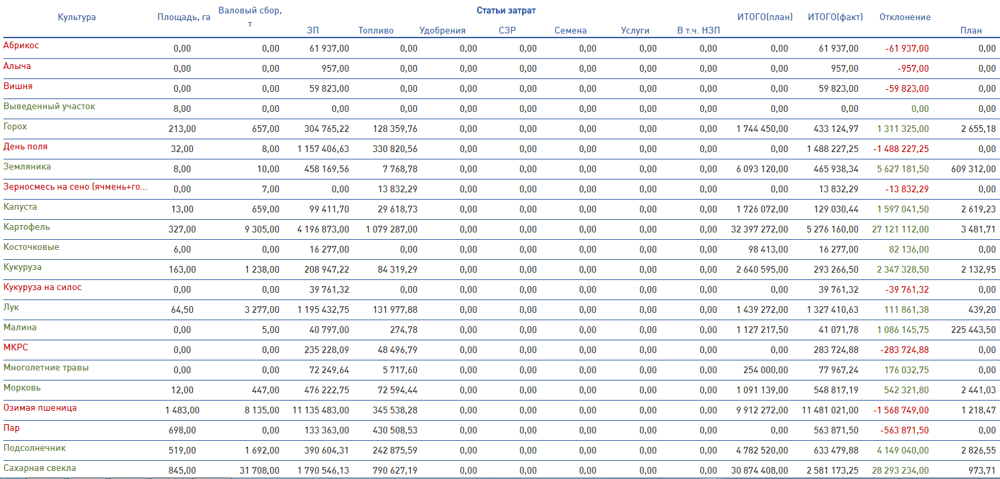 Культура Площадь, га Валовый сбор, т Статьи затрат ИТОГО(план) ИТОГО(факт) Отклонение
ЗП Топливо Удобрения СЗР Семена Услуги В т.ч. НЗП План
Абрикос 0,00 0,00 61 937,00 0,00 0,00 0,00 0,00 0,00 0,00 0,00 61 937,00 -61 937,00 0,00
Алыча 0,00 0,00 957,00 0,00 0,00 0,00 0,00 0,00 0,00 0,00 957,00 -957,00 0,00
Вишня 0,00 0,00 59 823,00 0,00 0,00 0,00 0,00 0,00 0,00 0,00 59 823,00 -59 823,00 0,00
Выведенный участок 8,00 0,00 0,00 0,00 0,00 0,00 0,00 0,00 0,00 0,00 0,00 0,00 0,00
Горох 213,00 657,00 304 765,22 128 359,76 0,00 0,00 0,00 0,00 0,00 1 744 450,00 433 124,97 1 311 325,00 2 655,18
День поля 32,00 8,00 1 157 406,63 330 820,56 0,00 0,00 0,00 0,00 0,00 0,00 1 488 227,25 -1 488 227,25 0,00
Земляника 8,00 10,00 458 169,56 7 768,78 0,00 0,00 0,00 0,00 0,00 6 093 120,00 465 938,34 5 627 181,50 609 312,00
Зерносмесь на сено (ячмень+го... 0,00 7,00 0,00 13 832,29 0,00 0,00 0,00 0,00 0,00 0,00 13 832,29 -13 832,29 0,00
Капуста 13,00 659,00 99 411,70 29 618,73 0,00 0,00 0,00 0,00 0,00 1 726 072,00 129 030,44 1 597 041,50 2 619,23
Картофель 327,00 9 305,00 4 196 873,00 1 079 287,00 0,00 0,00 0,00 0,00 0,00 32 397 272,00 5 276 160,00 27 121 112,00 3 481,71
Косточковые 6,00 0,00 16 277,00 0,00 0,00 0,00 0,00 0,00 0,00 98 413,00 16 277,00 82 136,00 0,00
Кукуруза 163,00 1 238,00 208 947,22 84 319,29 0,00 0,00 0,00 0,00 0,00 2 640 595,00 293 266,50 2 347 328,50 2 132,95
Кукуруза на силос 0,00 0,00 39 761,32 0,00 0,00 0,00 0,00 0,00 0,00 0,00 39 761,32 -39 761,32 0,00
Лук 64,50 3 277,00 1 195 432,75 131 977,88 0,00 0,00 0,00 0,00 0,00 1 439 272,00 1 327 410,63 111 861,38 439,20
Малина 0,00 5,00 40 797,00 274,78 0,00 0,00 0,00 0,00 0,00 1 127 217,50 41 071,78 1 086 145,75 225 443,50
МКРС 0,00 0,00 235 228,09 48 496,79 0,00 0,00 0,00 0,00 0,00 0,00 283 724,88 -283 724,88 0,00
Многолетние травы 0,00 0,00 72 249,64 5 717,60 0,00 0,00 0,00 0,00 0,00 254 000,00 77 967,24 176 032,75 0,00
Морковь 12,00 447,00 476 222,75 72 594,44 0,00 0,00 0,00 0,00 0,00 1 091 139,00 548 817,19 542 321,80 2 441,03
Озимая пшеница 1 483,00 8 135,00 11 135 483,00 345 538,28 0,00 0,00 0,00 0,00 0,00 9 912 272,00 11 481 021,00 -1 568 749,00 1 218,47
Пар 698,00 0,00 133 363,00 430 508,53 0,00 0,00 0,00 0,00 0,00 0,00 563 871,50 -563 871,50 0,00
Подсолнечник 519,00 1 692,00 390 604,31 242 875,59 0,00 0,00 0,00 0,00 0,00 4 782 520,00 633 479,88 4 149 040,00 2 826,55
Сахарная свекла 845,00 31 708,00 1 790 546,13 790 627,19 0,00 0,00 0,00 0,00 0,00 30 874 408,00 2 581 173,25 28 293 234,00 973,71